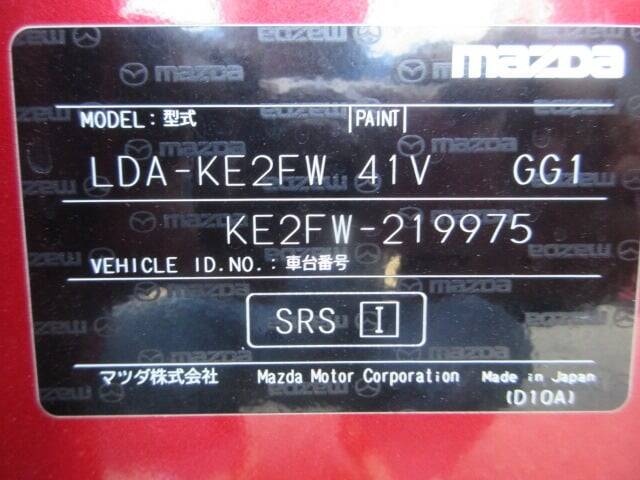 mazda
MODEL: 型式 PAINT
LDA-KE2FW 41V GG1
KE2FW-219975
VEHICLE ID.NO.: 車台番号
SRS I
マツダ株式会社 Mazda Motor Corporation Made in Japan
(D10A)